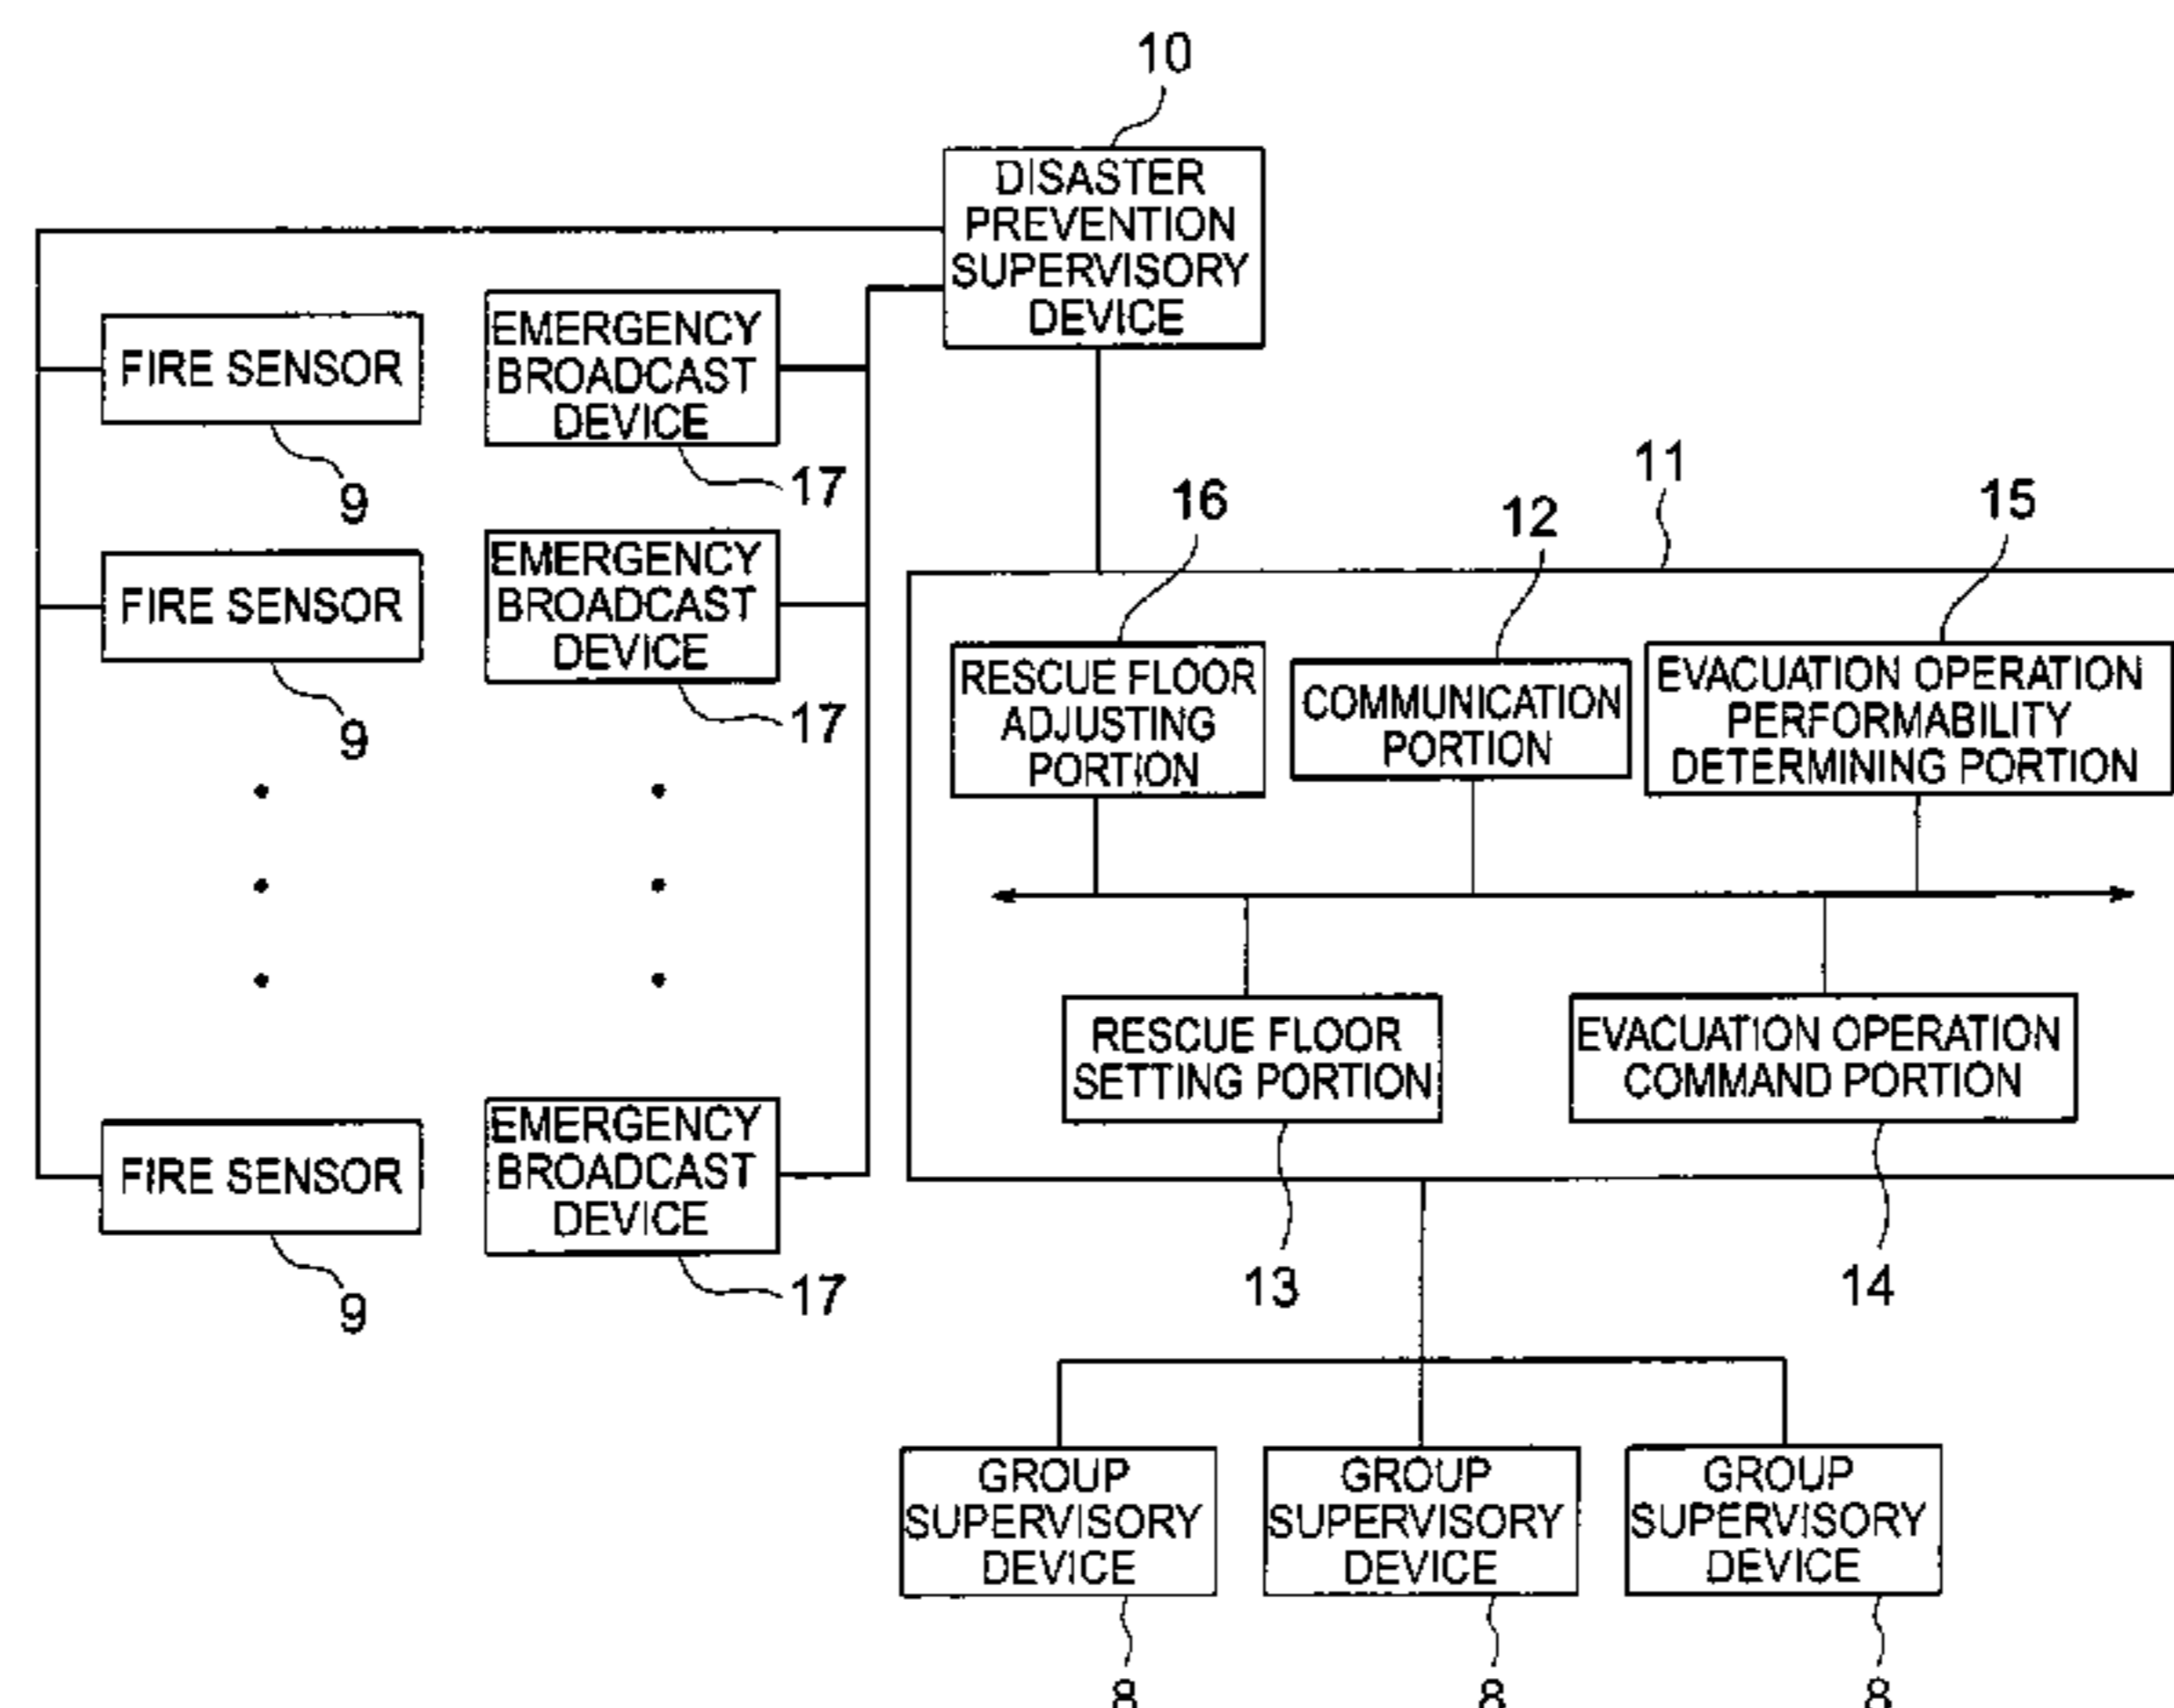 10
DISASTER
PREVENTION
SUPERVISORY
DEVICE
FIRE SENSOR
9
EMERGENCY
BROADCAST
DEVICE
17
FIRE SENSOR
9
EMERGENCY
BROADCAST
DEVICE
17
FIRE SENSOR
9
EMERGENCY
BROADCAST
DEVICE
17
11
16
RESCUE FLOOR
ADJUSTING
PORTION
12
COMMUNICATION
PORTION
15
EVACUATION OPERATION
PERFORMABILITY
DETERMINING PORTION
RESCUE FLOOR
SETTING PORTION
13
EVACUATION OPERATION
COMMAND PORTION
14
GROUP
SUPERVISORY
DEVICE
8
GROUP
SUPERVISORY
DEVICE
8
GROUP
SUPERVISORY
DEVICE
8